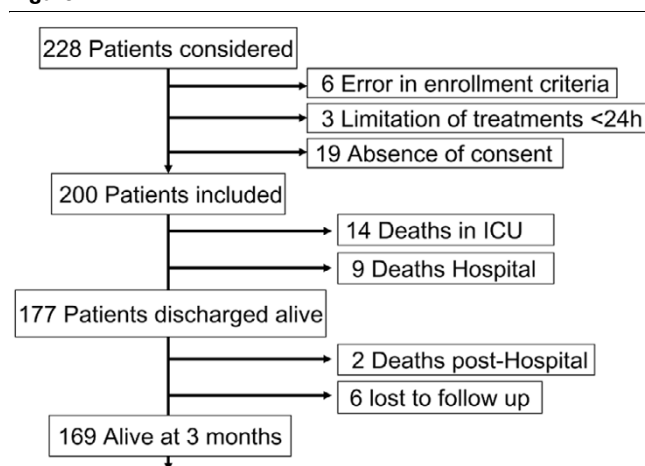 228 Patients considered
6 Error in enrollment criteria
3 Limitation of treatments <24h
19 Absence of consent
200 Patients included
14 Deaths in ICU
9 Deaths Hospital
177 Patients discharged alive
2 Deaths post-Hospital
6 lost to follow up
169 Alive at 3 months